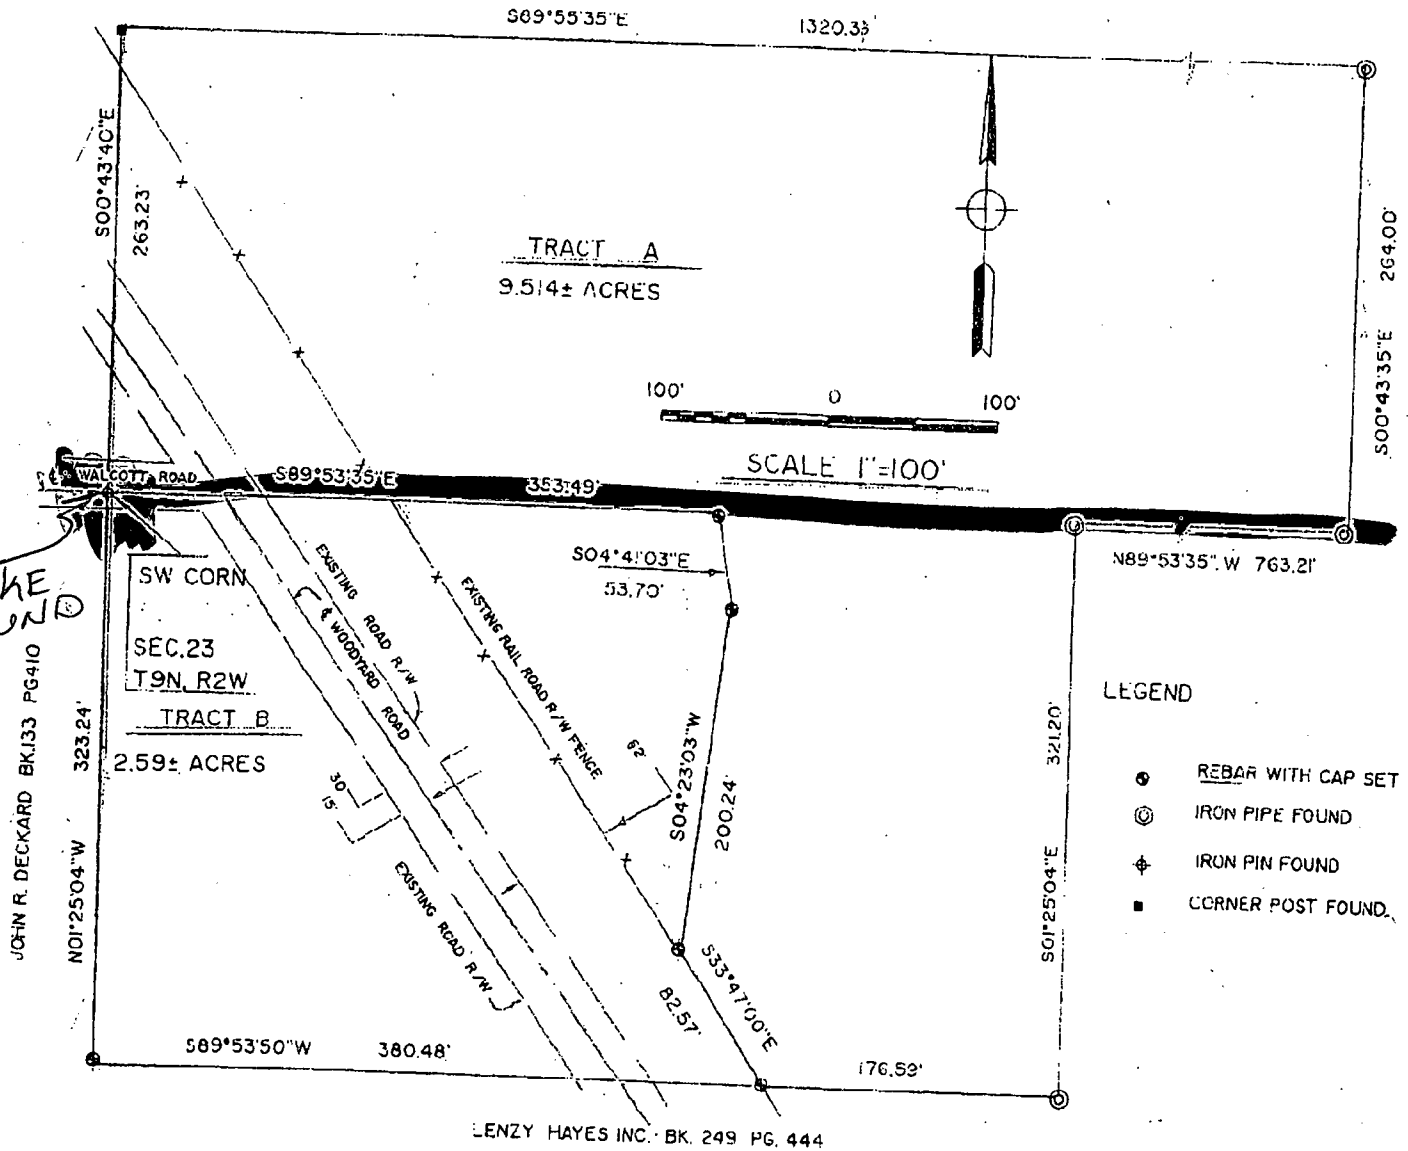 S89°55'35"E 1320.33'
S00°43'40"E
263.23'
TRACT A
9.514± ACRES
264.00'
S00°43'35"E
100' 0 100'
SCALE 1"=100'
WALCOTT ROAD
S89°53'35"E 353.49'
N89°53'35"W 763.21'
S04°41'03"E
53.70'
SW CORN
SEC.23
T9N, R2W
TRACT B
2.59± ACRES
EXISTING ROAD R/W
℄ WOODYARD ROAD
EXISTING RAIL ROAD R/W FENCE
62'
30'
15'
EXISTING ROAD R/W
S04°23'03"W
200.24'
S33°47'00"E
82.57'
321.20'
S01°25'04"E
JOHN R. DECKARD BK.133 PG410
323.24'
N01°25'04"W
LEGEND
REBAR WITH CAP SET
IRON PIPE FOUND
IRON PIN FOUND
CORNER POST FOUND
S89°53'50"W 380.48'
176.53'
LENZY HAYES INC. BK. 249 PG. 444